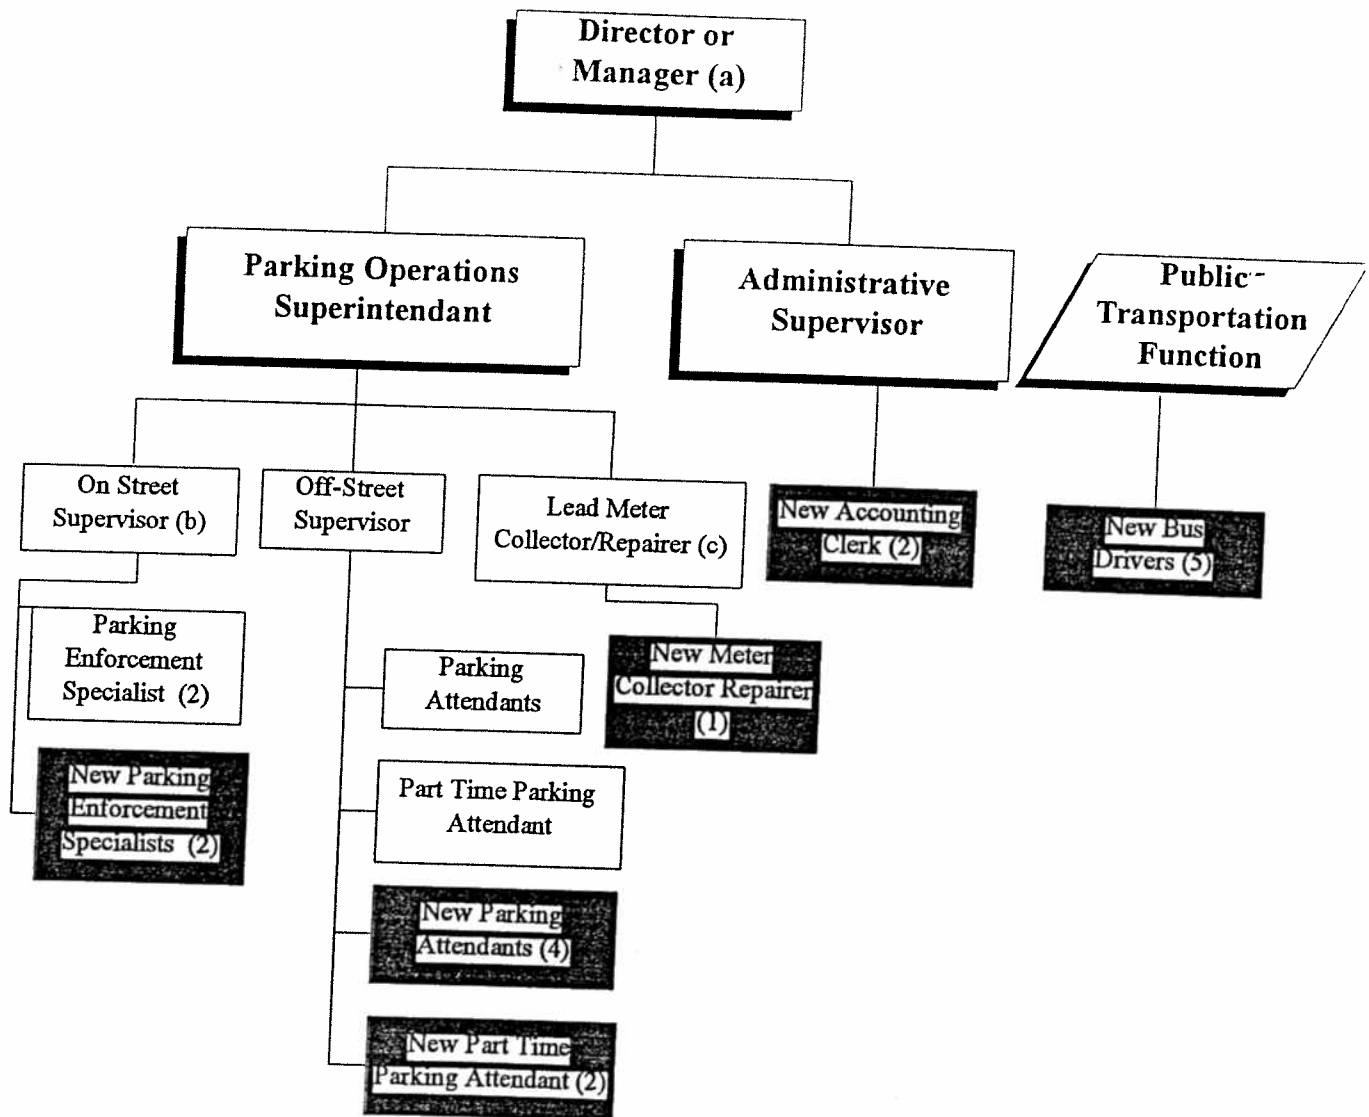 Director or
Manager (a)
Parking Operations
Superintendant
Administrative
Supervisor
Public
Transportation
Function
On Street
Supervisor (b)
Off-Street
Supervisor
Lead Meter
Collector/Repairer (c)
New Accounting
Clerk (2)
New Bus
Drivers (5)
Parking
Enforcement
Specialist (2)
Parking
Attendants
New Meter
Collector Repairer
(1)
New Parking
Enforcement
Specialists (2)
Part Time Parking
Attendant
New Parking
Attendants (4)
New Part Time
Parking Attendant (2)